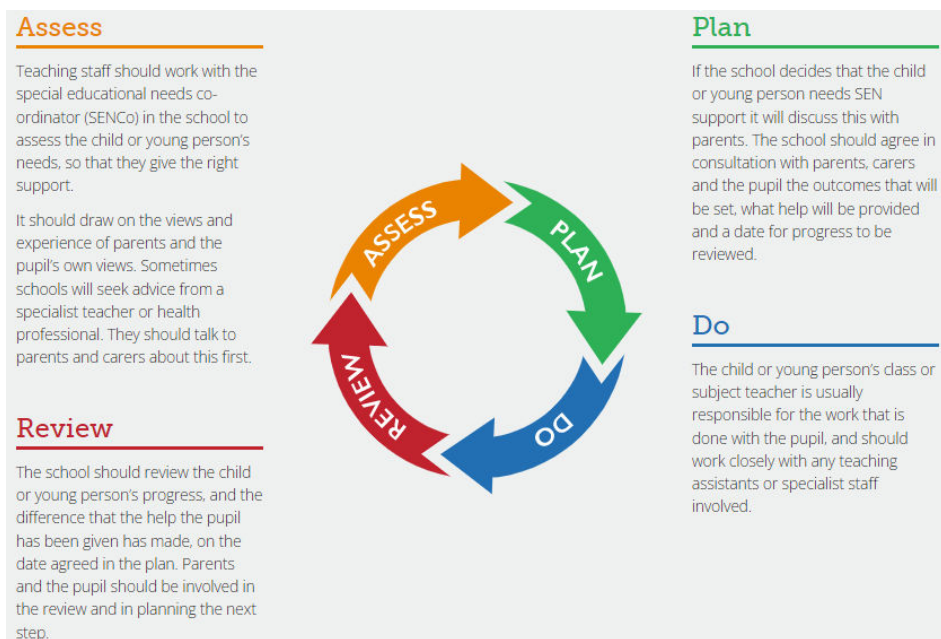 Assess
Teaching staff should work with the
special educational needs co-
ordinator (SENCo) in the school to
assess the child or young person's
needs, so that they give the right
support.
It should draw on the views and
experience of parents and the
pupil's own views. Sometimes
schools will seek advice from a
specialist teacher or health
professional. They should talk to
parents and carers about this first.
Review
The school should review the child
or young person's progress, and the
difference that the help the pupil
has been given has made, on the
date agreed in the plan. Parents
and the pupil should be involved in
the review and in planning the next
step.
ASSESS
PLAN
DO
REVIEW
Plan
If the school decides that the child
or young person needs SEN
support it will discuss this with
parents. The school should agree in
consultation with parents, carers
and the pupil the outcomes that will
be set, what help will be provided
and a date for progress to be
reviewed.
Do
The child or young person's class or
subject teacher is usually
responsible for the work that is
done with the pupil, and should
work closely with any teaching
assistants or specialist staff
involved.